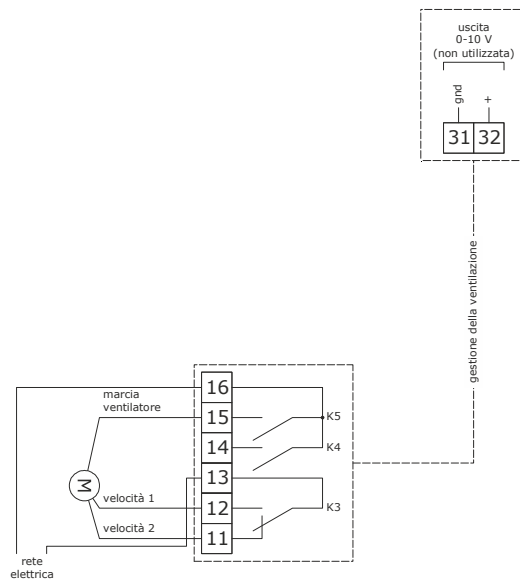 uscita
0-10 V
(non utilizzata)
gnd
+
31 32
gestione della ventilazione
marcia
ventilatore
16
15
K5
14
K4
13
M
velocità 1
12
K3
velocità 2
11
rete
elettrica